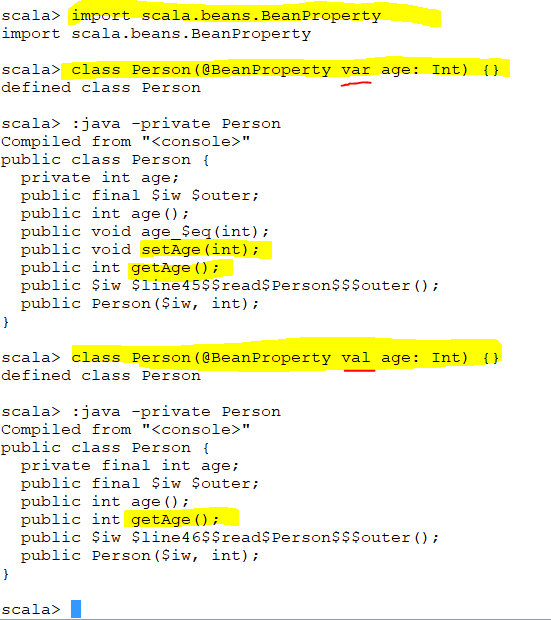 scala> import scala.beans.BeanProperty
import scala.beans.BeanProperty
scala> class Person(@BeanProperty var age: Int) {}
defined class Person
scala> :java -private Person
Compiled from "<console>"
public class Person {
  private int age;
  public final $iw $outer;
  public int age();
  public void age_$eq(int);
  public void setAge(int);
  public int getAge();
  public $iw $line45$$read$Person$$$outer();
  public Person($iw, int);
}
scala> class Person(@BeanProperty val age: Int) {}
defined class Person
scala> :java -private Person
Compiled from "<console>"
public class Person {
  private final int age;
  public final $iw $outer;
  public int age();
  public int getAge();
  public $iw $line46$$read$Person$$$outer();
  public Person($iw, int);
}
scala>